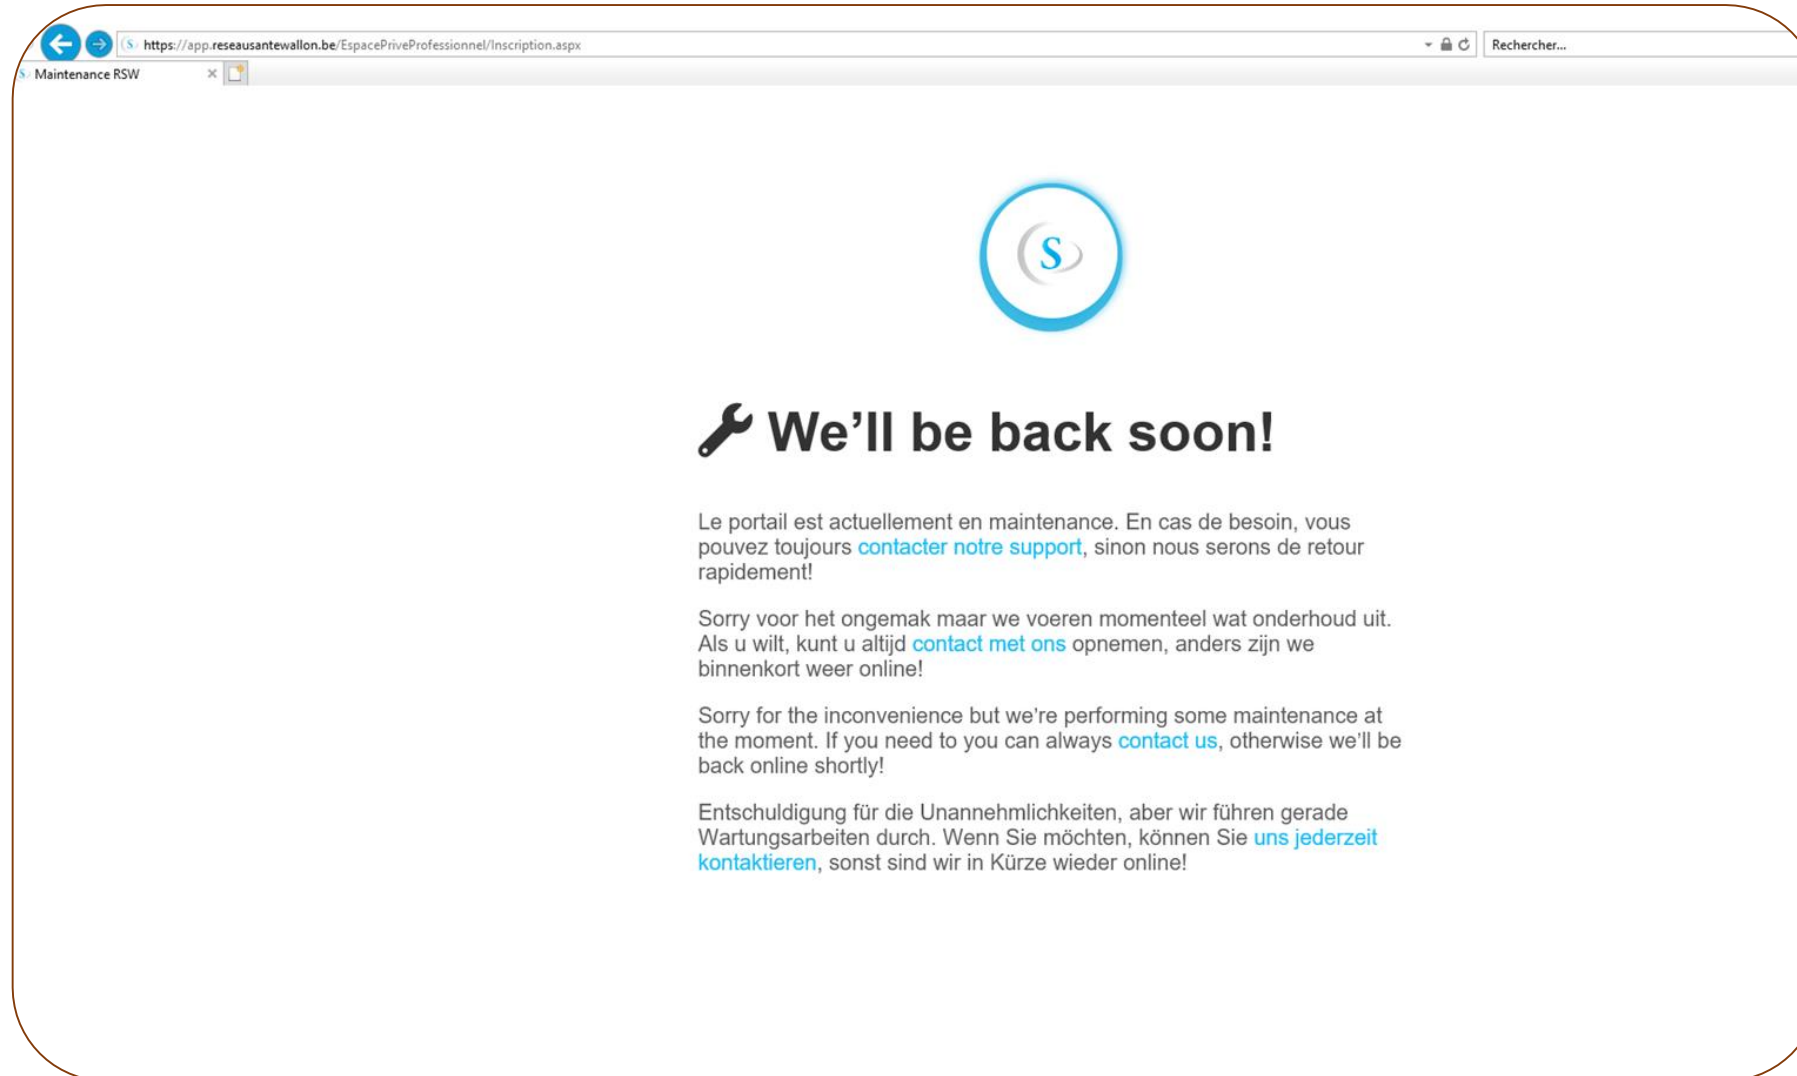 https://app.reseausantewallon.be/EspacePriveProfessionnel/Inscription.aspx
Rechercher...
Maintenance RSW
S
We’ll be back soon!
Le portail est actuellement en maintenance. En cas de besoin, vous
pouvez toujours contacter notre support, sinon nous serons de retour
rapidement!
Sorry voor het ongemak maar we voeren momenteel wat onderhoud uit.
Als u wilt, kunt u altijd contact met ons opnemen, anders zijn we
binnenkort weer online!
Sorry for the inconvenience but we're performing some maintenance at
the moment. If you need to you can always contact us, otherwise we'll be
back online shortly!
Entschuldigung für die Unannehmlichkeiten, aber wir führen gerade
Wartungsarbeiten durch. Wenn Sie möchten, können Sie uns jederzeit
kontaktieren, sonst sind wir in Kürze wieder online!